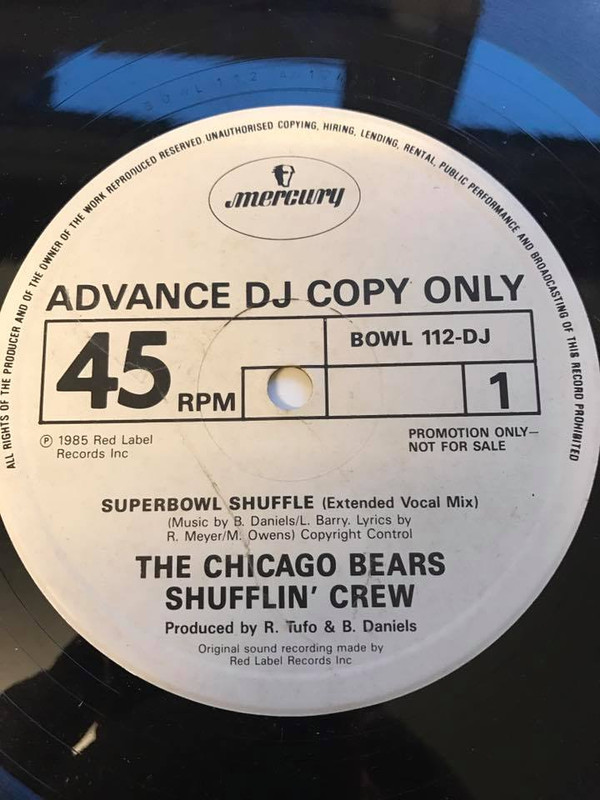 ALL RIGHTS OF THE PRODUCER AND OF THE OWNER OF THE WORK REPRODUCED RESERVED. UNAUTHORISED COPYING, HIRING, LENDING, RENTAL, PUBLIC PERFORMANCE AND BROADCASTING OF THIS RECORD PROHIBITED
mercury
ADVANCE DJ COPY ONLY
45 RPM
BOWL 112-DJ
1
℗ 1985 Red Label
Records Inc
PROMOTION ONLY—
NOT FOR SALE
SUPERBOWL SHUFFLE (Extended Vocal Mix)
(Music by B. Daniels/L. Barry. Lyrics by
R. Meyer/M. Owens) Copyright Control
THE CHICAGO BEARS
SHUFFLIN' CREW
Produced by R. Tufo & B. Daniels
Original sound recording made by
Red Label Records Inc